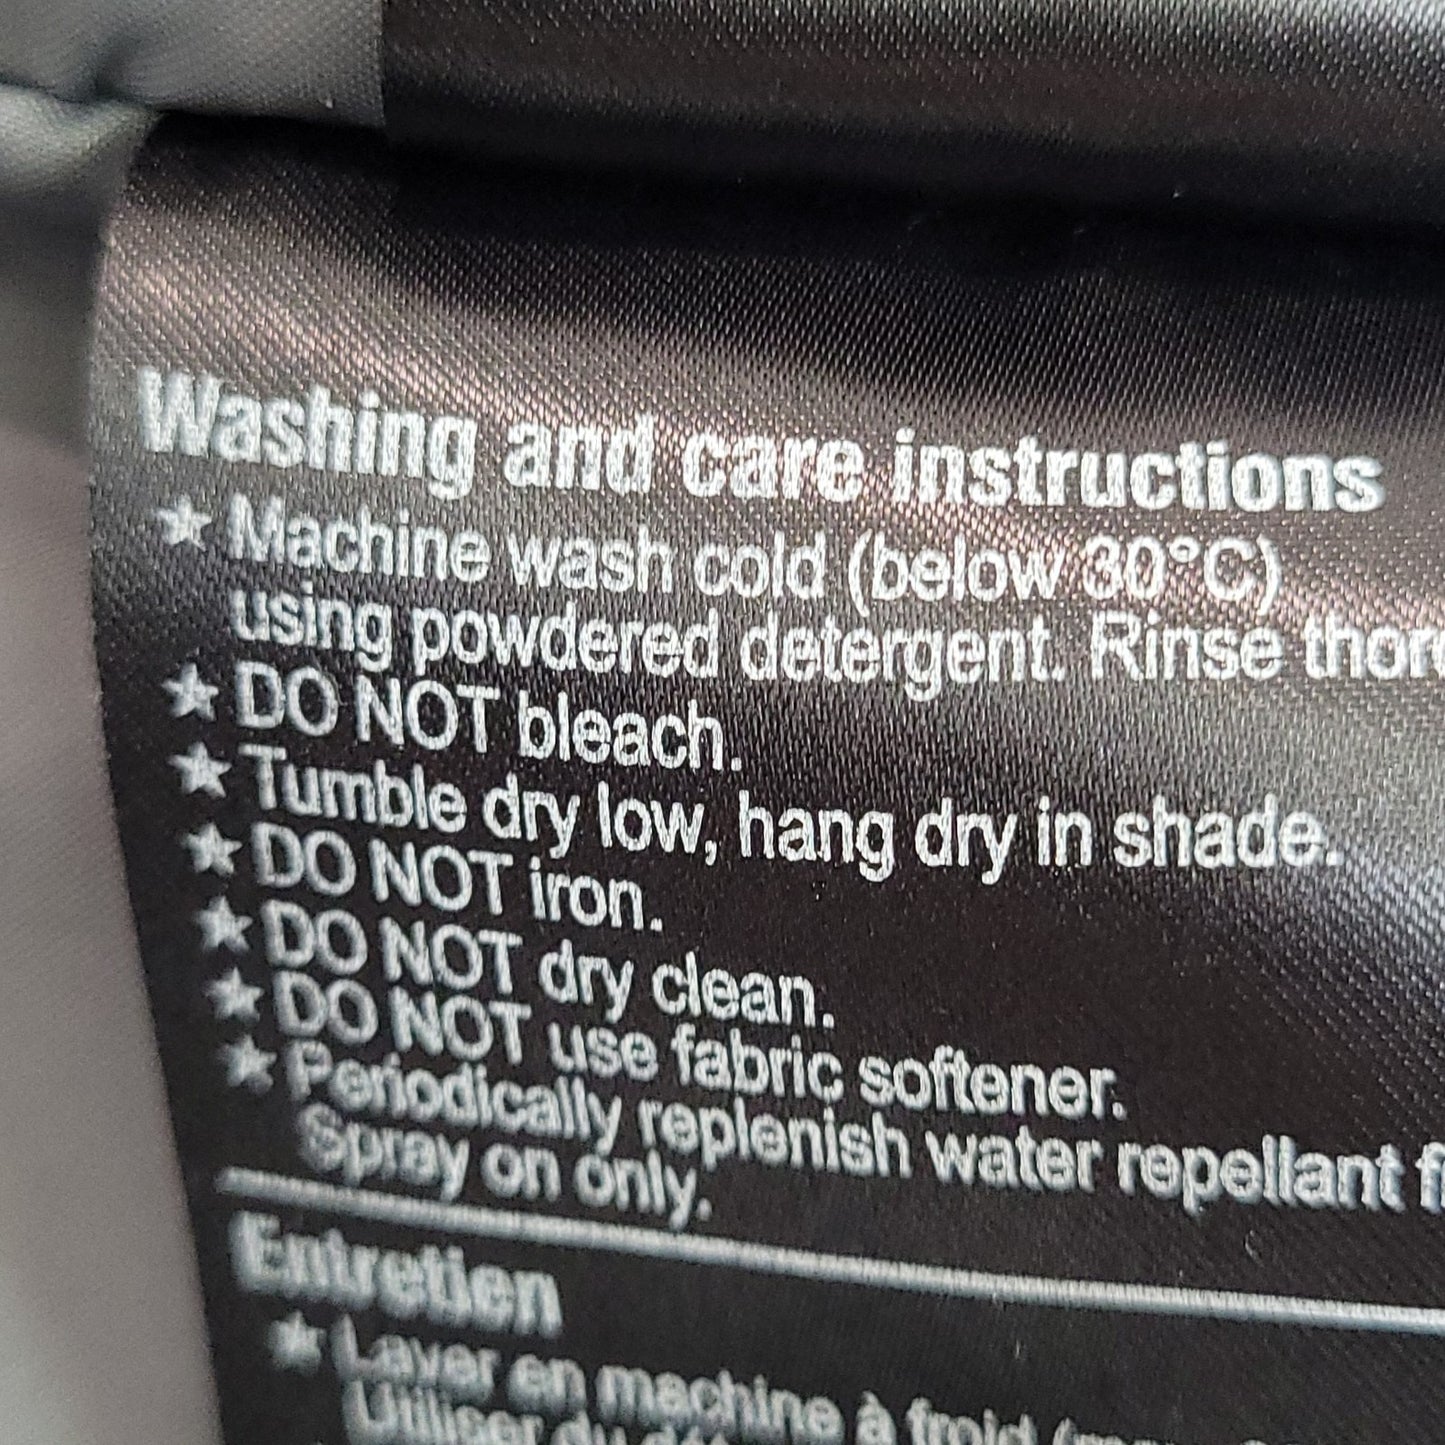 Washing and care instructions
★ Machine wash cold (below 30°C)
using powdered detergent. Rinse
★ DO NOT bleach.
★ Tumble dry low, hang dry in shade.
★ DO NOT iron.
★ DO NOT dry clean.
★ DO NOT use fabric softener.
★ Periodically replenish water repellant
Spray on only.
Entretien
★ Laver en machine à froid
Utiliser du